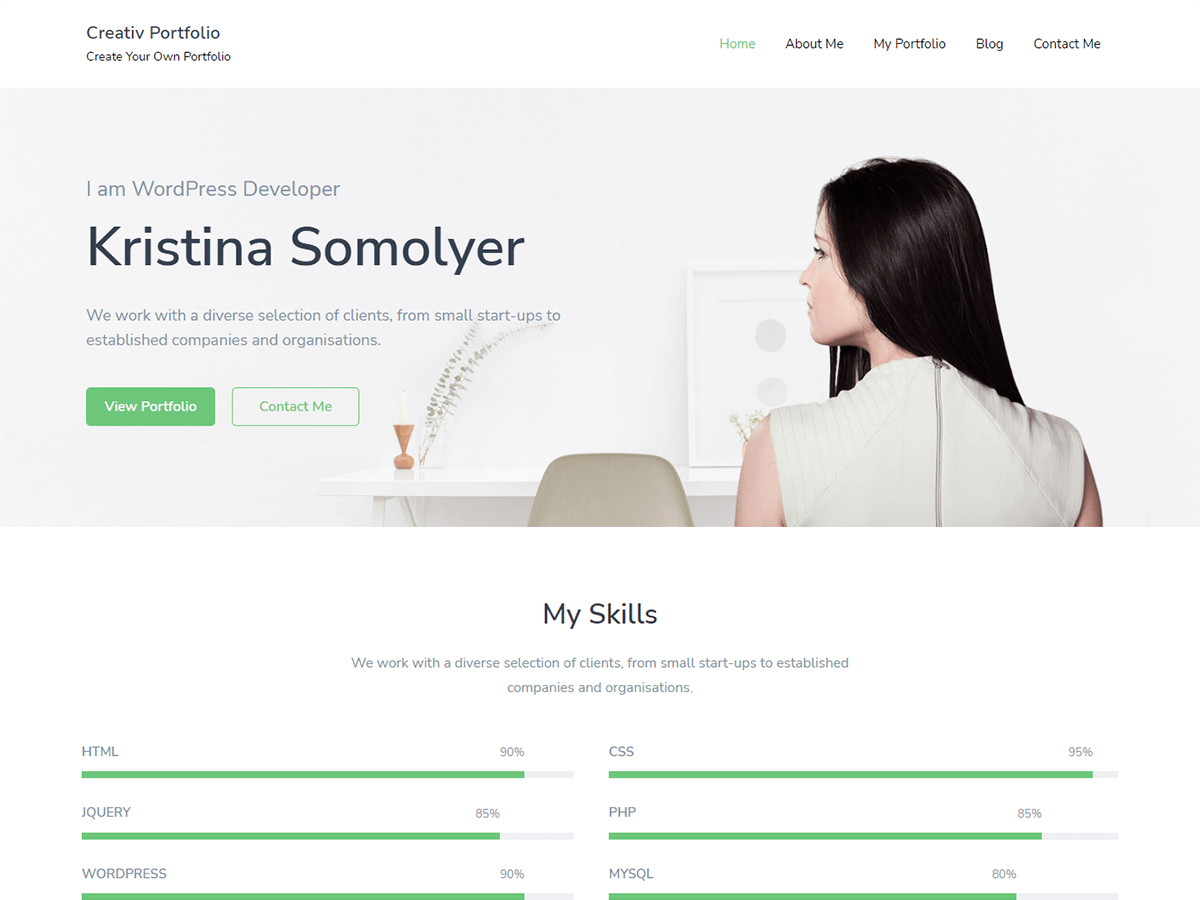 Creativ Portfolio
Create Your Own Portfolio
Home About Me My Portfolio Blog Contact Me
I am WordPress Developer
Kristina Somolyer
We work with a diverse selection of clients, from small start-ups to
established companies and organisations.
View Portfolio Contact Me
My Skills
We work with a diverse selection of clients, from small start-ups to established
companies and organisations.
HTML 90% CSS 95%
JQUERY 85% PHP 85%
WORDPRESS 90% MYSQL 80%